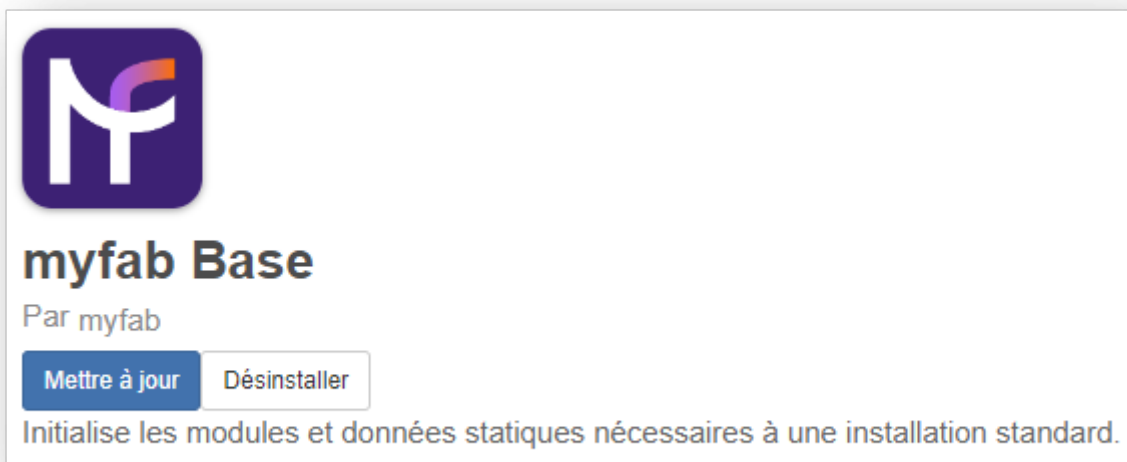 myfab Base
Par myfab
Mettre à jour Désinstaller
Initialise les modules et données statiques nécessaires à une installation standard.